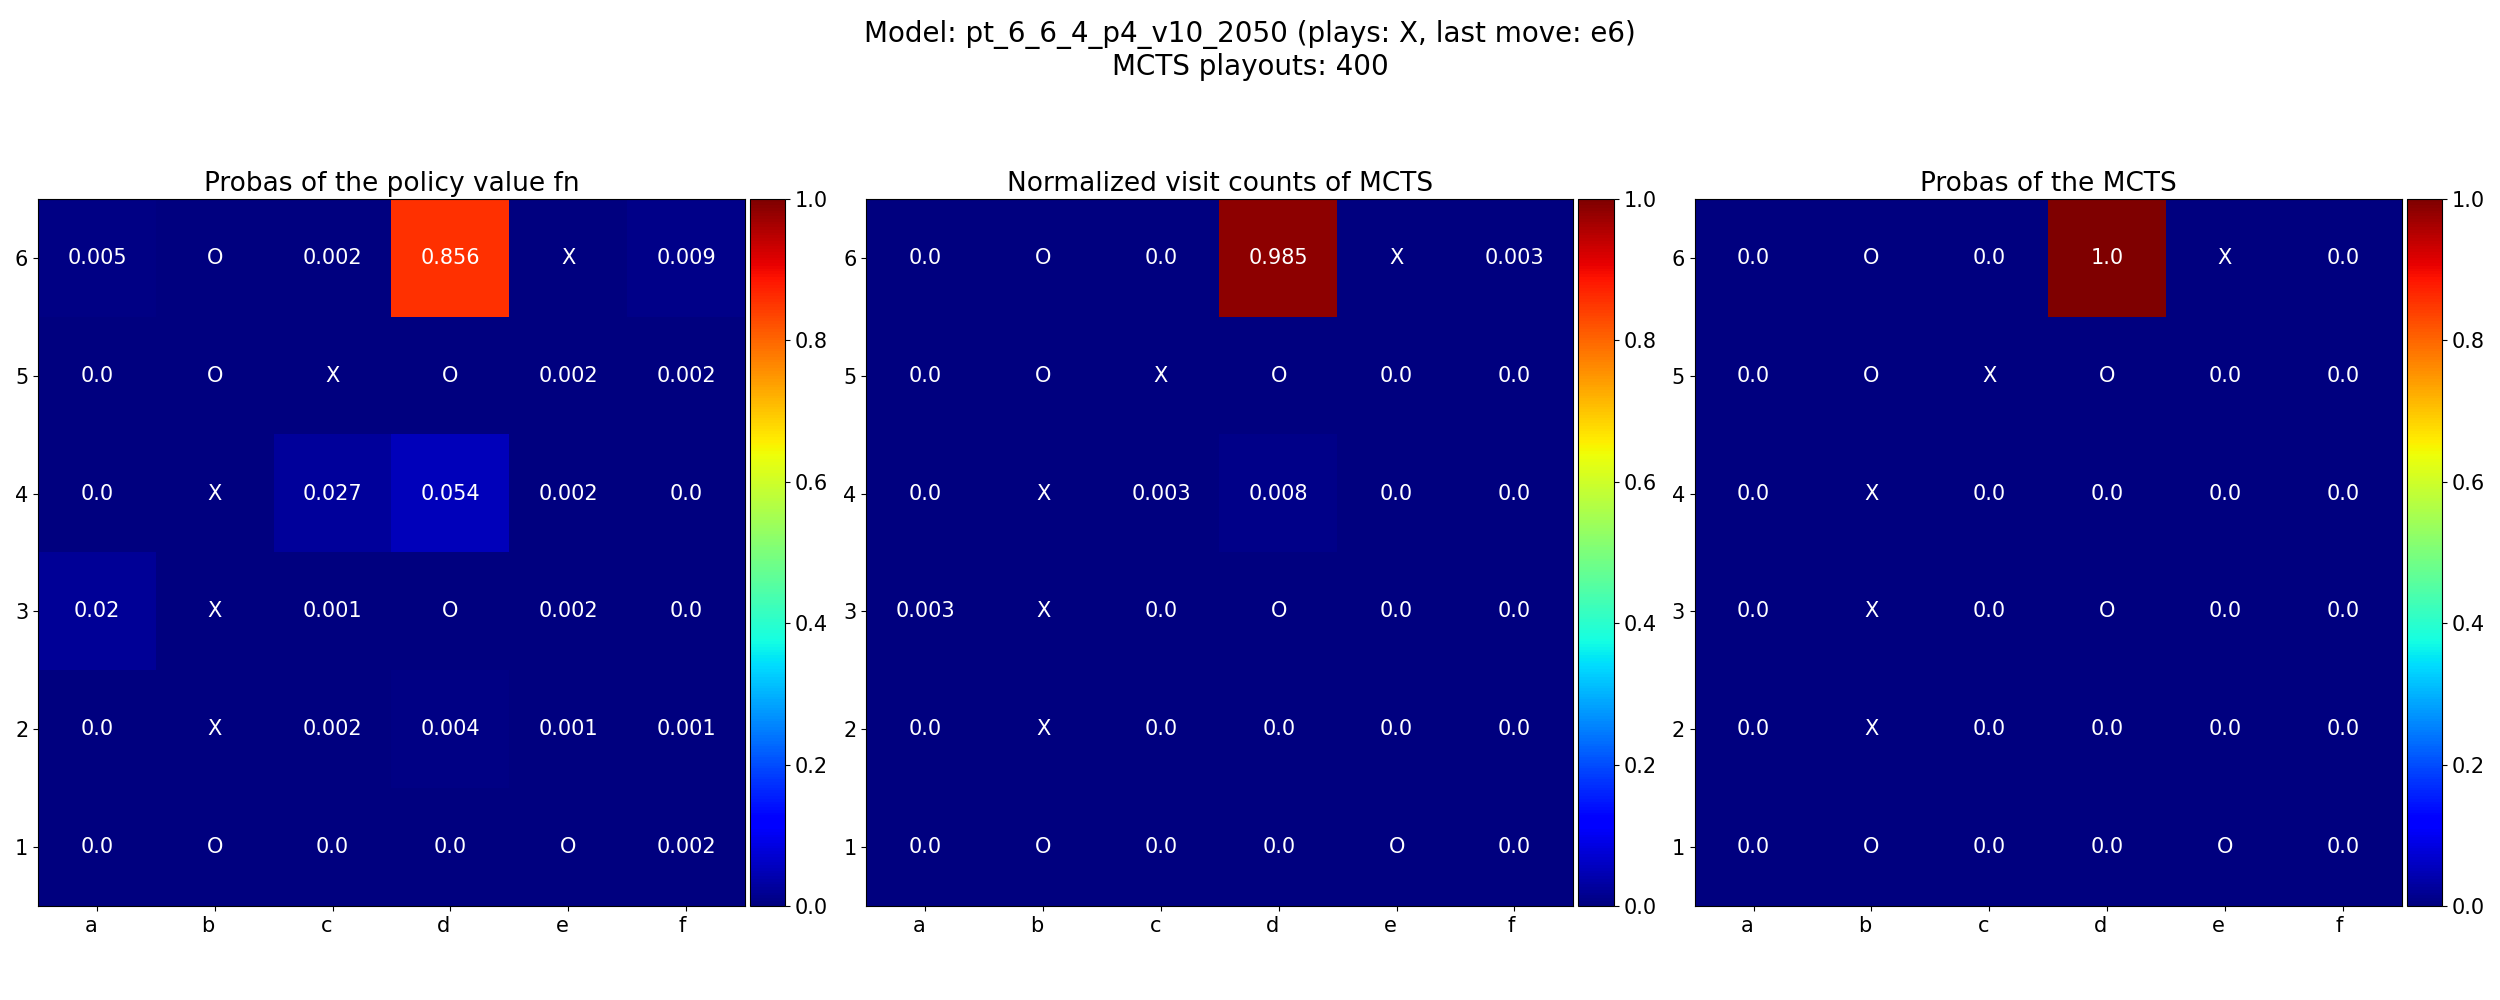 Model: pt_6_6_4_p4_v10_2050 (plays: X, last move: e6)
MCTS playouts: 400
Probas of the policy value fn
6 0.005 O 0.002 0.856 X 0.009
5 0.0 O X O 0.002 0.002
4 0.0 X 0.027 0.054 0.002 0.0
3 0.02 X 0.001 O 0.002 0.0
2 0.0 X 0.002 0.004 0.001 0.001
1 0.0 O 0.0 0.0 O 0.002
a b c d e f
1.0
0.8
0.6
0.4
0.2
0.0
Normalized visit counts of MCTS
6 0.0 O 0.0 0.985 X 0.003
5 0.0 O X O 0.0 0.0
4 0.0 X 0.003 0.008 0.0 0.0
3 0.003 X 0.0 O 0.0 0.0
2 0.0 X 0.0 0.0 0.0 0.0
1 0.0 O 0.0 0.0 O 0.0
a b c d e f
1.0
0.8
0.6
0.4
0.2
0.0
Probas of the MCTS
6 0.0 O 0.0 1.0 X 0.0
5 0.0 O X O 0.0 0.0
4 0.0 X 0.0 0.0 0.0 0.0
3 0.0 X 0.0 O 0.0 0.0
2 0.0 X 0.0 0.0 0.0 0.0
1 0.0 O 0.0 0.0 O 0.0
a b c d e f
1.0
0.8
0.6
0.4
0.2
0.0